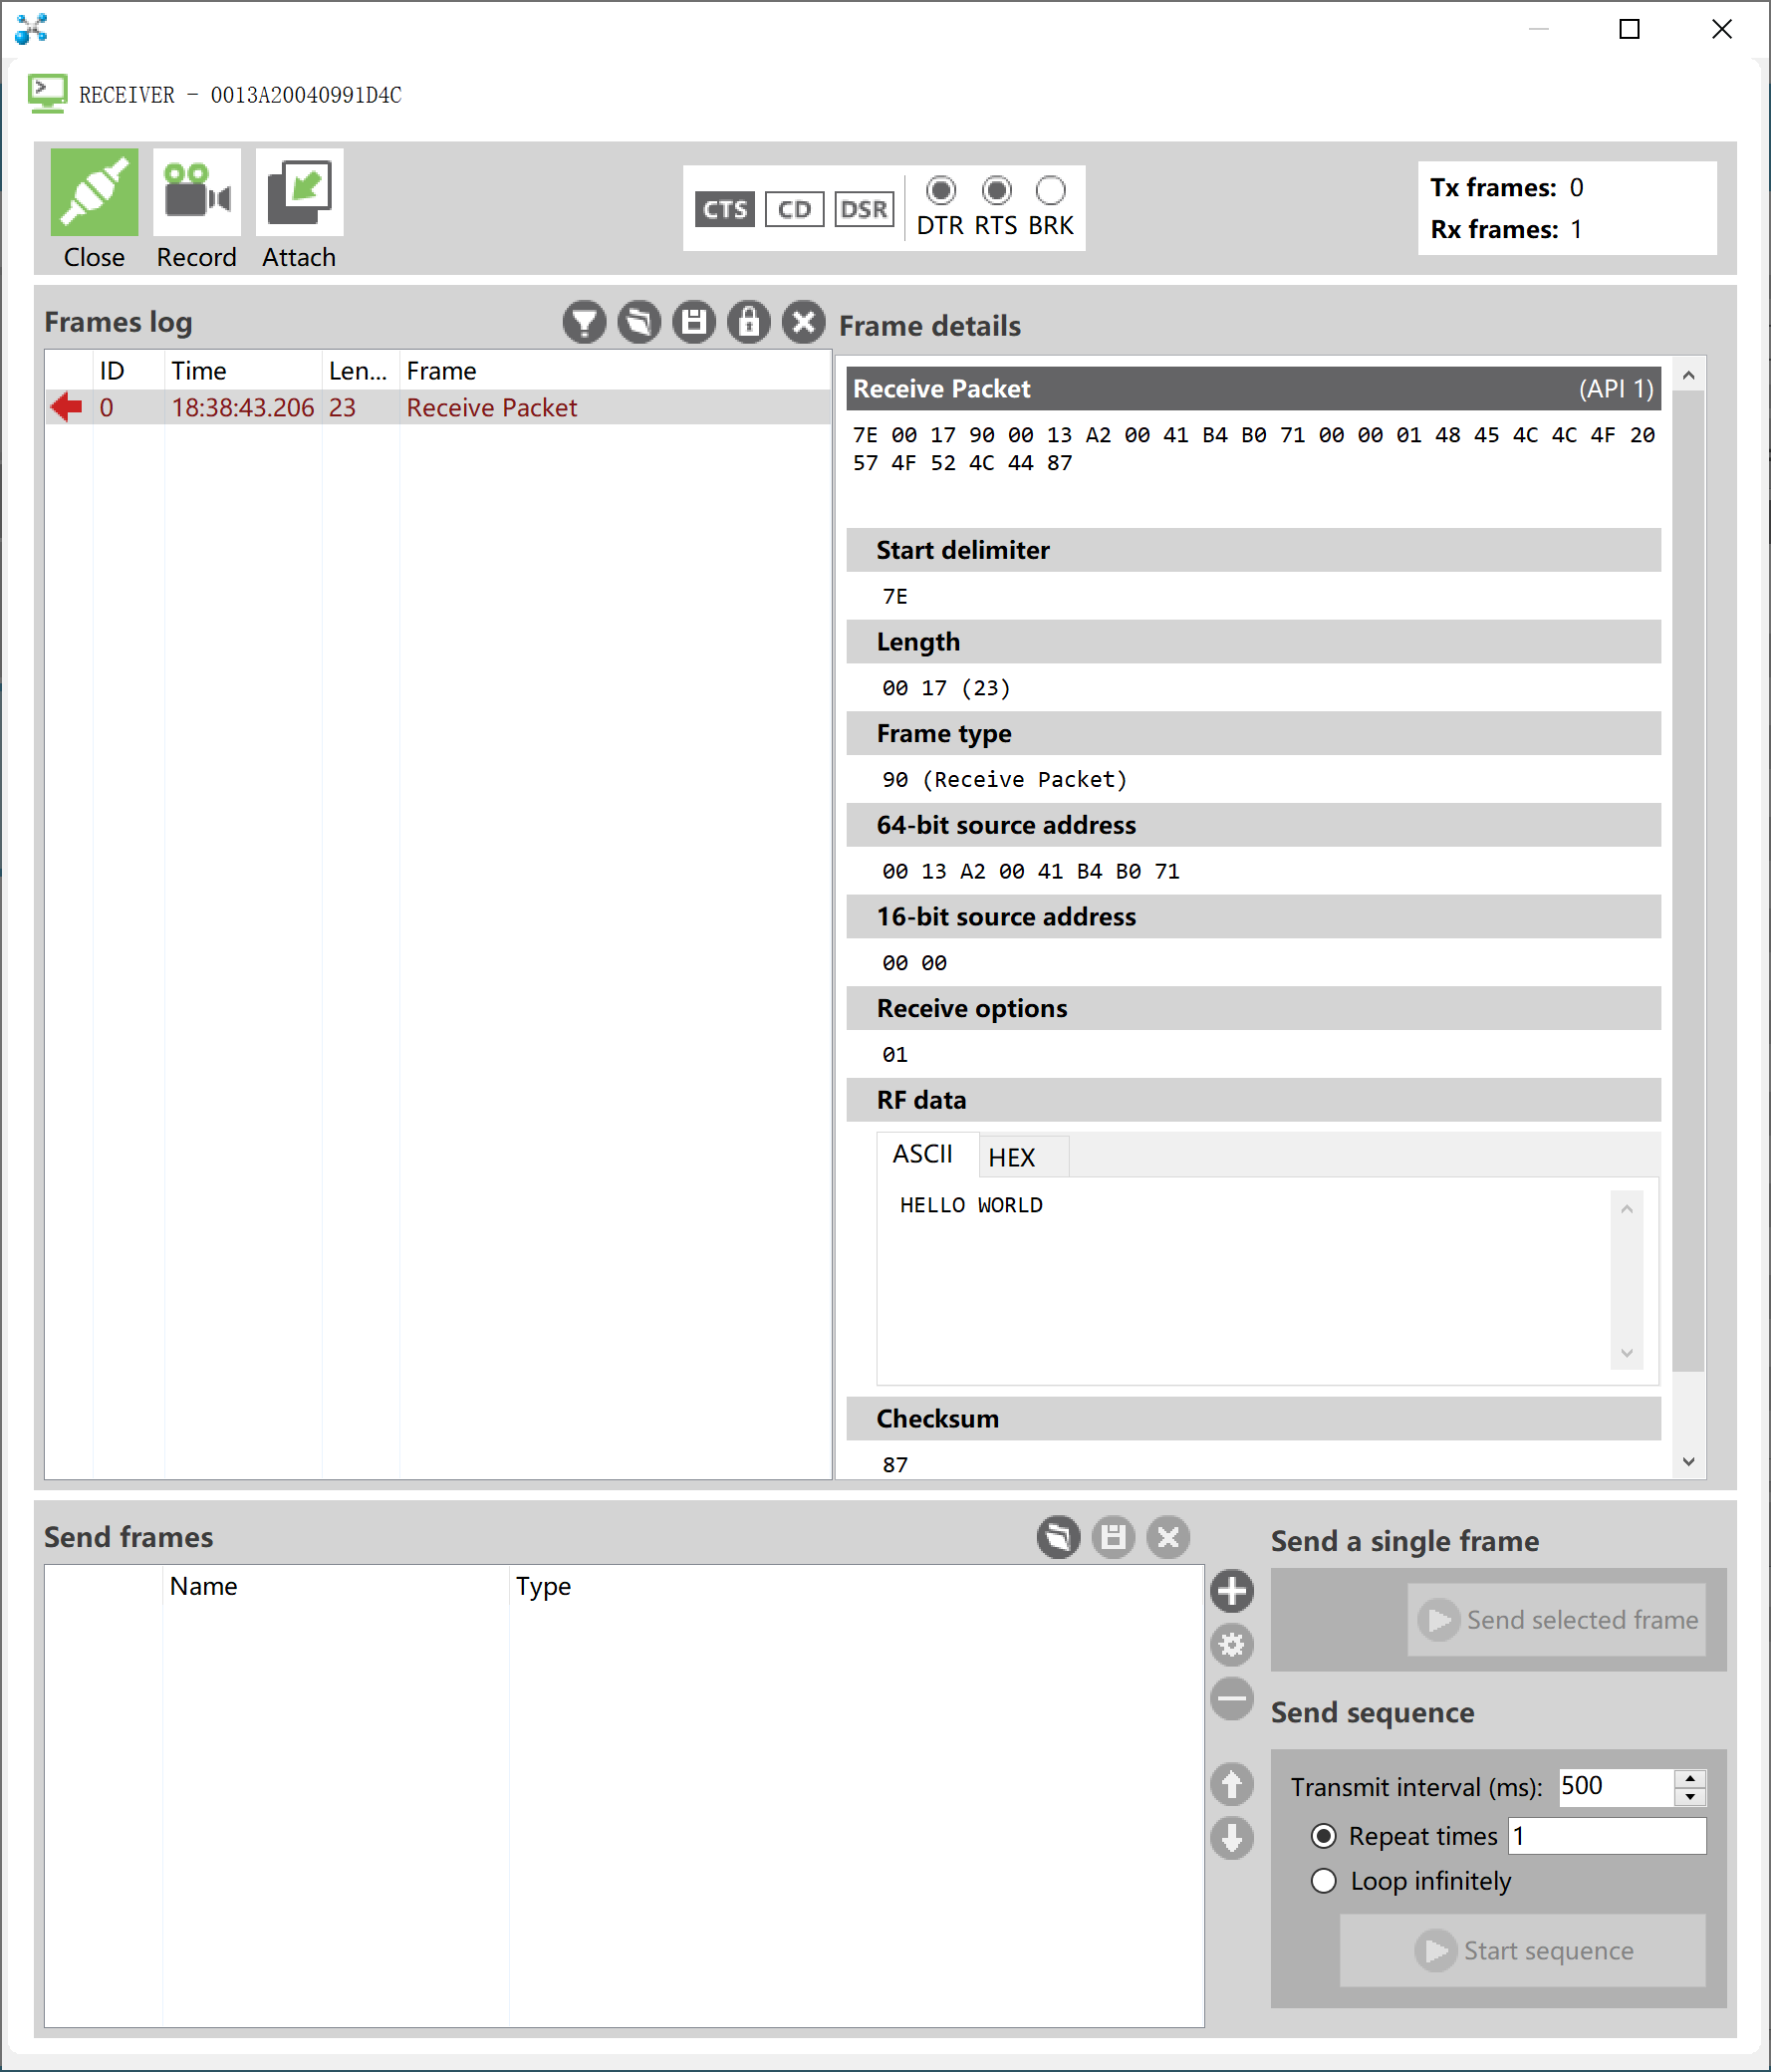 RECEIVER - 0013A20040991D4C
Close
Record
Attach
CTS
CD
DSR
DTR
RTS
BRK
Tx frames: 0
Rx frames: 1
Frames log
ID Time Len... Frame
0 18:38:43.206 23 Receive Packet
Frame details
Receive Packet (API 1)
7E 00 17 90 00 13 A2 00 41 B4 B0 71 00 00 01 48 45 4C 4C 4F 20
57 4F 52 4C 44 87
Start delimiter
7E
Length
00 17 (23)
Frame type
90 (Receive Packet)
64-bit source address
00 13 A2 00 41 B4 B0 71
16-bit source address
00 00
Receive options
01
RF data
ASCII HEX
HELLO WORLD
Checksum
87
Send frames
Name Type
Send a single frame
Send selected frame
Send sequence
Transmit interval (ms): 500
Repeat times 1
Loop infinitely
Start sequence